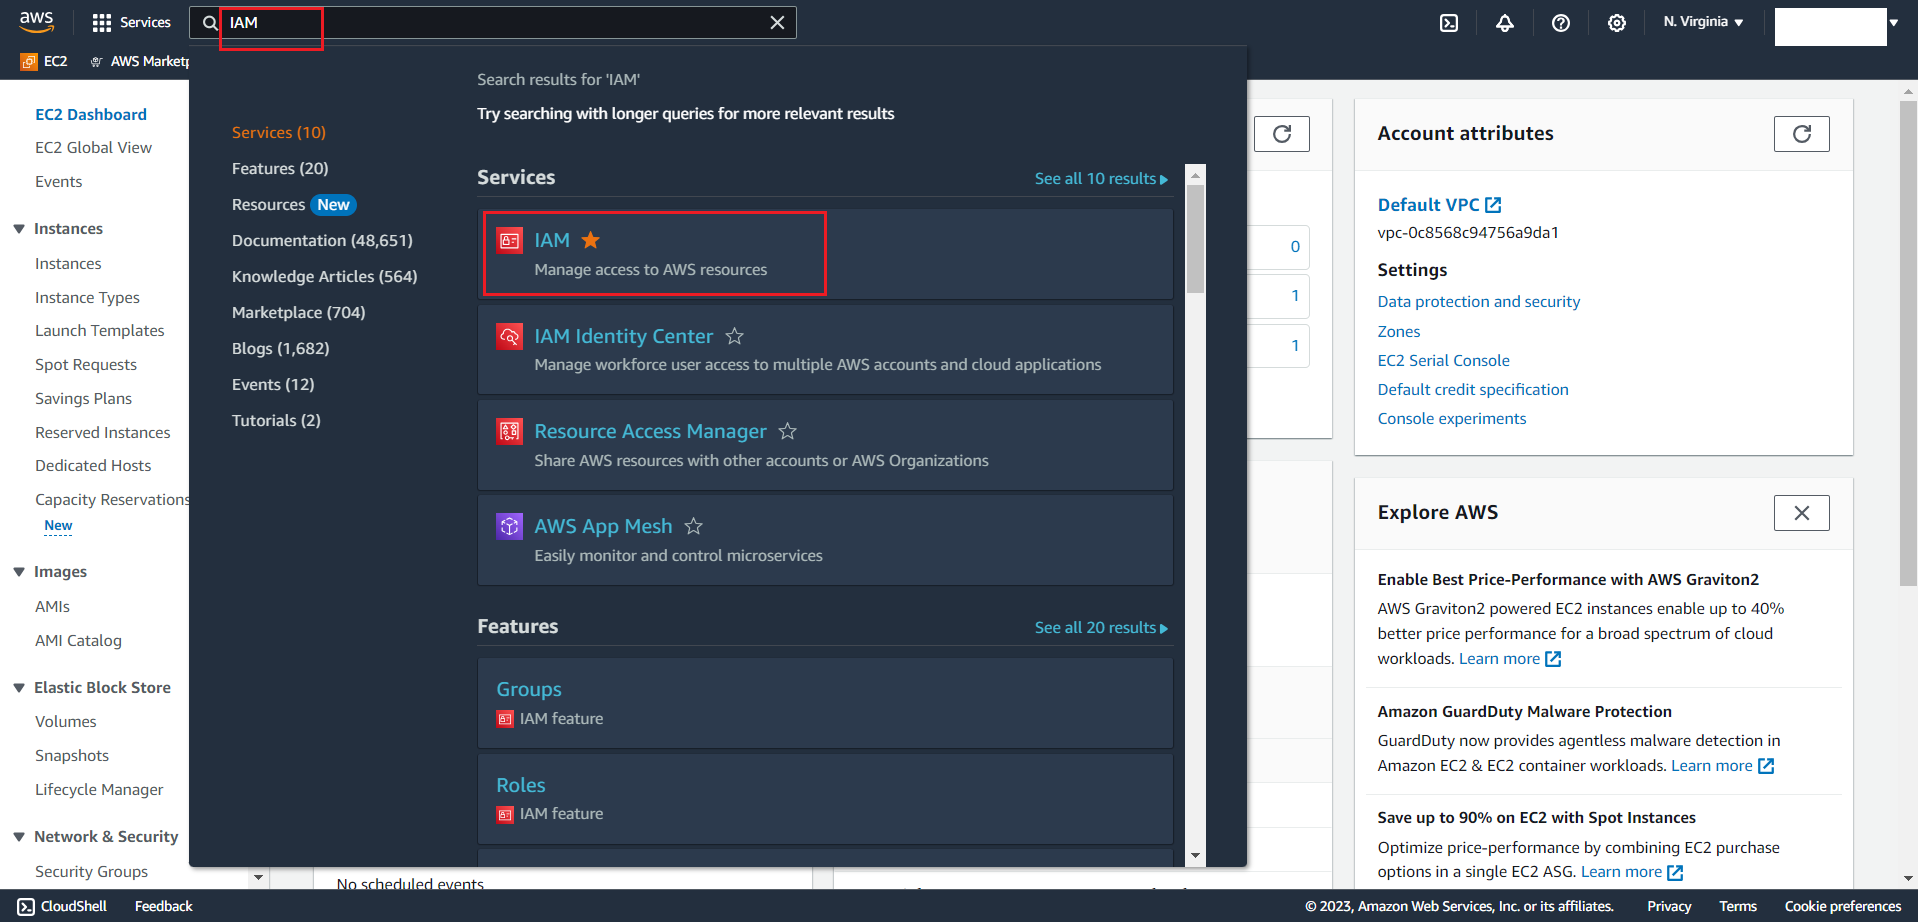 aws
Services
IAM
N. Virginia
EC2
AWS Marketp
EC2 Dashboard
EC2 Global View
Events
Instances
Instances
Instance Types
Launch Templates
Spot Requests
Savings Plans
Reserved Instances
Dedicated Hosts
Capacity Reservations
New
Images
AMIs
AMI Catalog
Elastic Block Store
Volumes
Snapshots
Lifecycle Manager
Network & Security
Security Groups
Services (10)
Features (20)
Resources New
Documentation (48,651)
Knowledge Articles (564)
Marketplace (704)
Blogs (1,682)
Events (12)
Tutorials (2)
Search results for 'IAM'
Try searching with longer queries for more relevant results
Services
See all 10 results
IAM
Manage access to AWS resources
IAM Identity Center
Manage workforce user access to multiple AWS accounts and cloud applications
Resource Access Manager
Share AWS resources with other accounts or AWS Organizations
AWS App Mesh
Easily monitor and control microservices
Features
See all 20 results
Groups
IAM feature
Roles
IAM feature
0
1
1
No scheduled events
Account attributes
Default VPC
vpc-0c8568c94756a9da1
Settings
Data protection and security
Zones
EC2 Serial Console
Default credit specification
Console experiments
Explore AWS
Enable Best Price-Performance with AWS Graviton2
AWS Graviton2 powered EC2 instances enable up to 40%
better price performance for a broad spectrum of cloud
workloads. Learn more
Amazon GuardDuty Malware Protection
GuardDuty now provides agentless malware detection in
Amazon EC2 & EC2 container workloads. Learn more
Save up to 90% on EC2 with Spot Instances
Optimize price-performance by combining EC2 purchase
options in a single EC2 ASG. Learn more
CloudShell
Feedback
© 2023, Amazon Web Services, Inc. or its affiliates.
Privacy
Terms
Cookie preferences